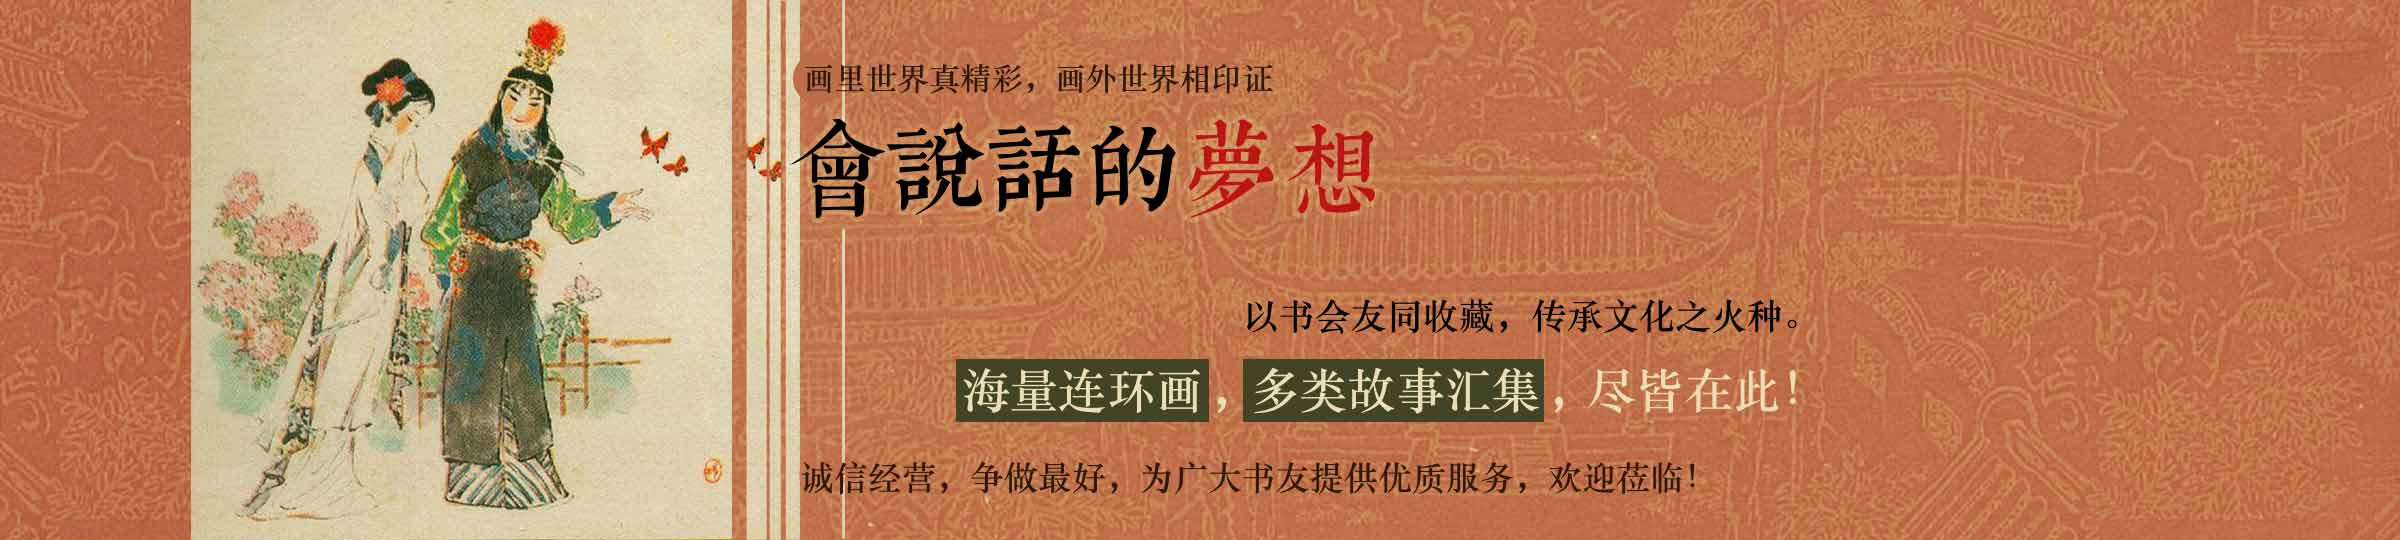 画里世界真精彩，画外世界相印证
會說話的夢想
以书会友同收藏，传承文化之火种。
海量连环画，多类故事汇集，尽皆在此！
诚信经营，争做最好，为广大书友提供优质服务，欢迎莅临！